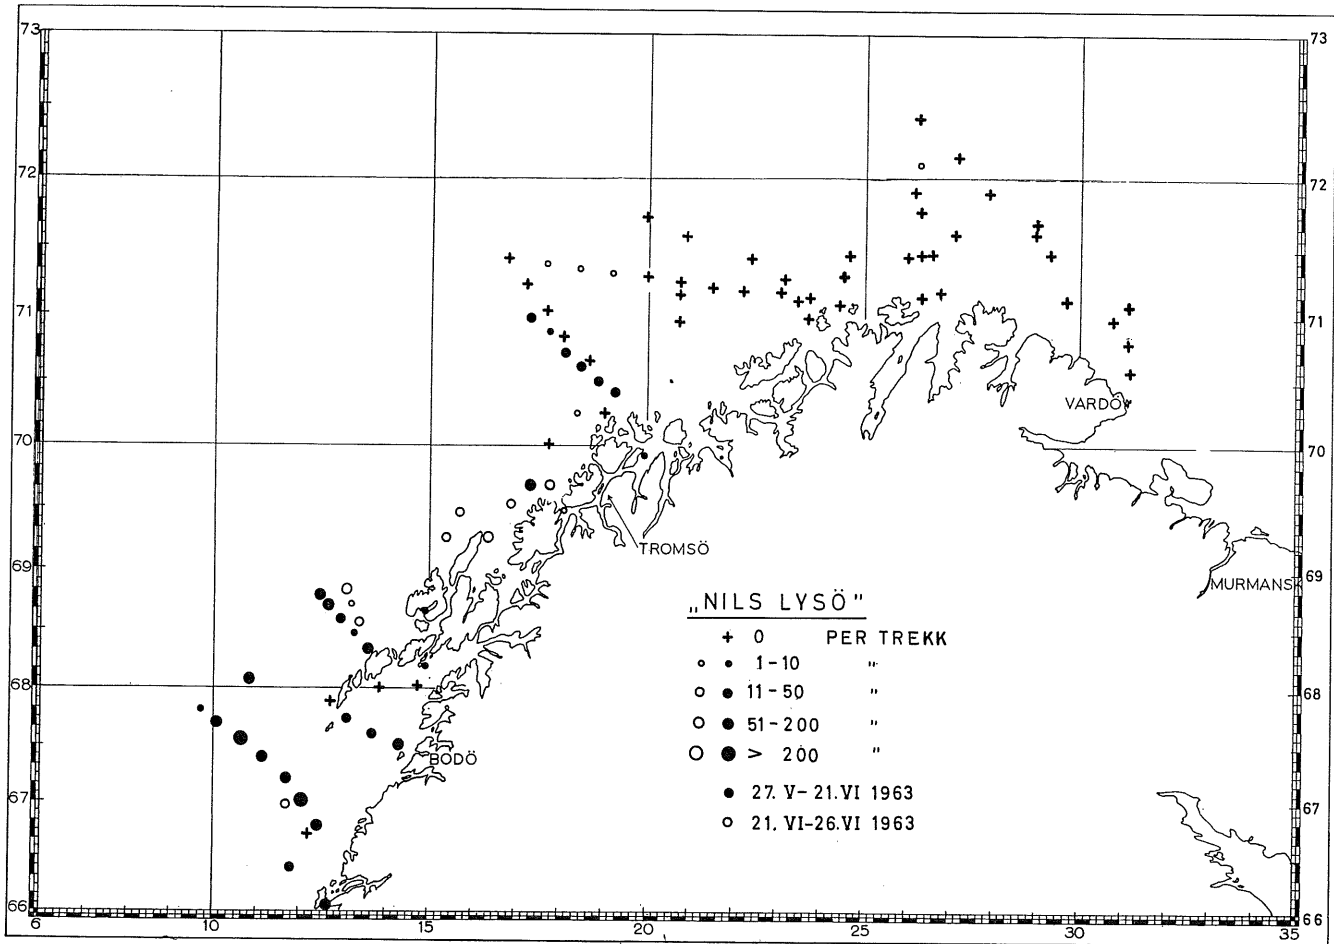 73 73
72 72
71 71
VARDÖ
70 70
TROMSÖ
69 69
MURMANSK
„NILS LYSÖ"
+ 0 PER TREKK
1-10 "
11-50 "
68 68
51-200 "
> 200 "
BODÖ
27. V-21.VI 1963
67 67
21. VI-26.VI 1963
66 66
6 10 15 20 25 30 35